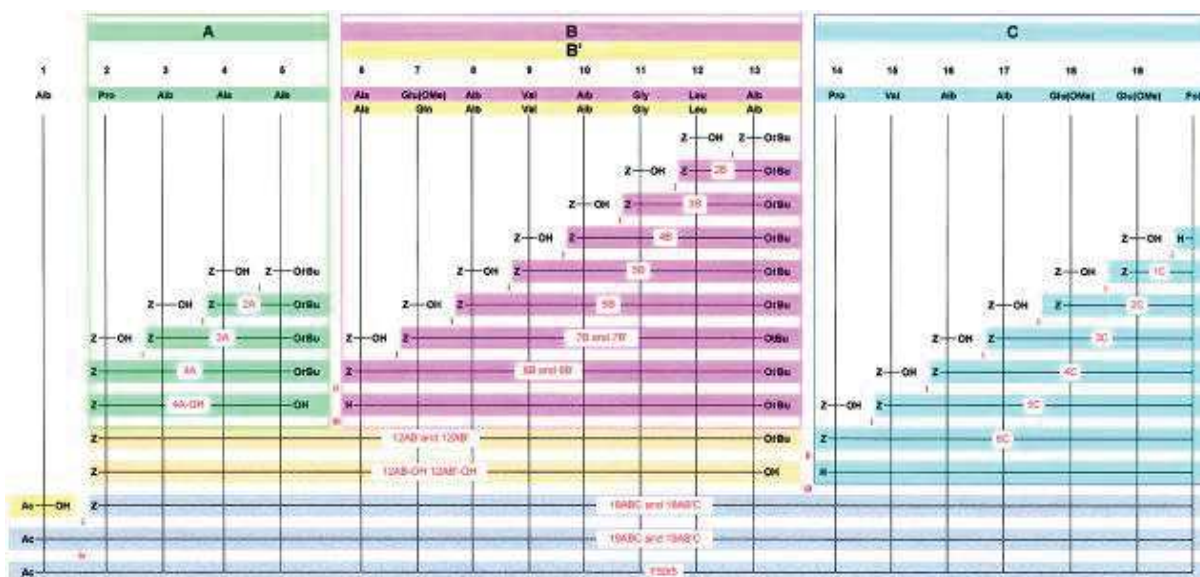 A B C
B'
1 2 3 4 5 6 7 8 9 10 11 12 13 14 15 16 17 18 19
Aib Pro Aib Ala Aib Ala Glu(OMe) Aib Val Aib Gly Leu Aib Pro Val Aib Aib Glu(OMe) Glu(OMe)
Ala Gln Aib Val Aib Gly Leu Aib
Z OH Z OtBu
Z OH Z 2B OtBu
Z OH Z 3B OtBu
Z OH Z 4B OtBu Z OH H
Z OH Z OtBu Z OH Z 5B OtBu Z OH Z 1C
Z OH Z 2A OtBu Z OH Z 6B OtBu Z OH Z 2C
Z OH Z 3A OtBu Z OH Z 7B and 7B' OtBu Z OH Z 3C
Z 4A OtBu Z 8B and 8B' OtBu Z OH Z 4C
Z 4A-OH OH H OtBu Z OH Z 5C
Z 12AB and 12AB' OtBu Z 6C
Z 12AB-OH 12AB'-OH OH H
Ac OH Z 18ABC and 18AB'C
Ac 19ABC and 19AB'C
Ac